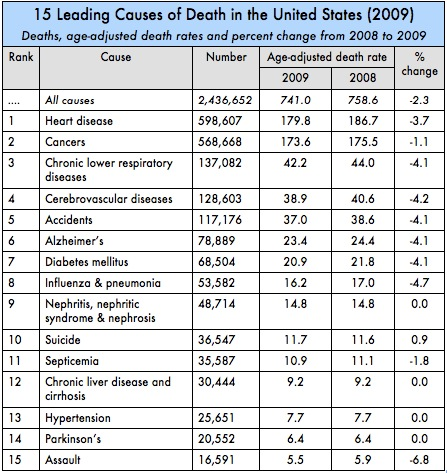 15 Leading Causes of Death in the United States (2009)
Deaths, age-adjusted death rates and percent change from 2008 to 2009
Rank Cause Number Age-adjusted death rate %
2009 2008 change
.... All causes 2,436,652 741.0 758.6 -2.3
1 Heart disease 598,607 179.8 186.7 -3.7
2 Cancers 568,668 173.6 175.5 -1.1
3 Chronic lower respiratory 137,082 42.2 44.0 -4.1
diseases
4 Cerebrovascular diseases 128,603 38.9 40.6 -4.2
5 Accidents 117,176 37.0 38.6 -4.1
6 Alzheimer's 78,889 23.4 24.4 -4.1
7 Diabetes mellitus 68,504 20.9 21.8 -4.1
8 Influenza & pneumonia 53,582 16.2 17.0 -4.7
9 Nephritis, nephritic 48,714 14.8 14.8 0.0
syndrome & nephrosis
10 Suicide 36,547 11.7 11.6 0.9
11 Septicemia 35,587 10.9 11.1 -1.8
12 Chronic liver disease and 30,444 9.2 9.2 0.0
cirrhosis
13 Hypertension 25,651 7.7 7.7 0.0
14 Parkinson's 20,552 6.4 6.4 0.0
15 Assault 16,591 5.5 5.9 -6.8